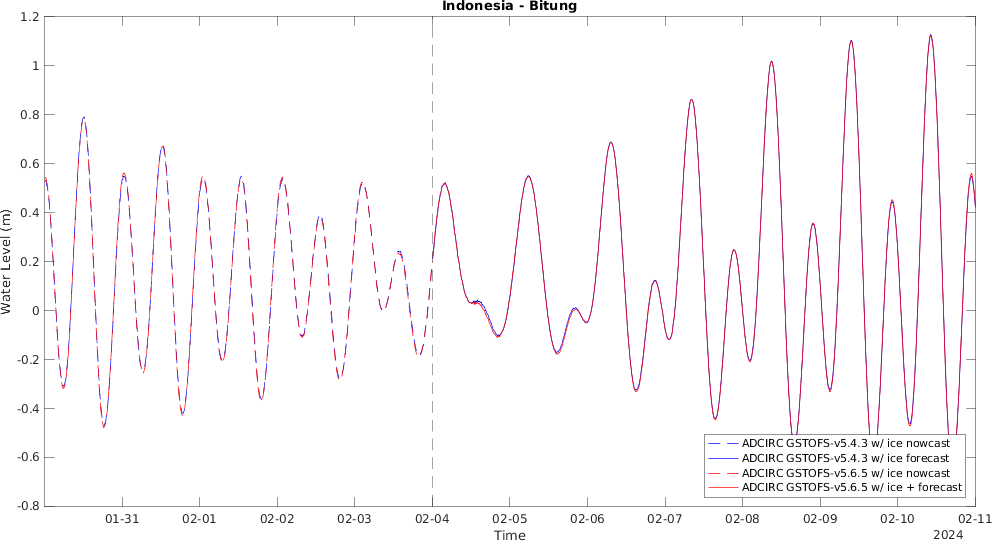 Indonesia - Bitung
1.2
1
0.8
0.6
0.4
0.2
0
-0.2
-0.4
-0.6
-0.8
Water Level (m)
01-31 02-01 02-02 02-03 02-04 02-05 02-06 02-07 02-08 02-09 02-10 02-11
Time
2024
ADCIRC GSTOFS-v5.4.3 w/ ice nowcast
ADCIRC GSTOFS-v5.4.3 w/ ice forecast
ADCIRC GSTOFS-v5.6.5 w/ ice nowcast
ADCIRC GSTOFS-v5.6.5 w/ ice + forecast